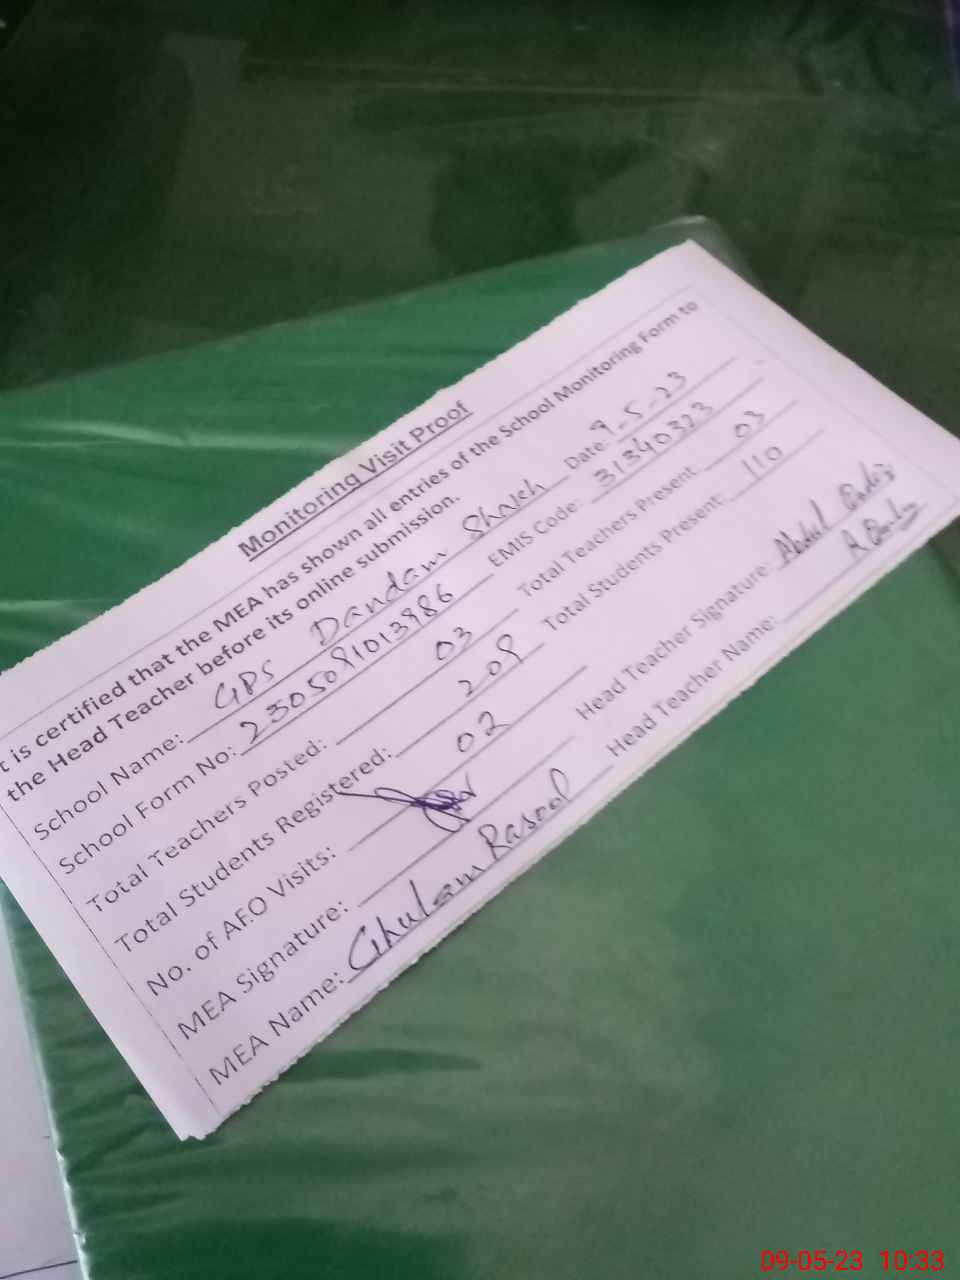 Monitoring Visit Proof
t is certified that the MEA has shown all entries of the School Monitoring Form to
the Head Teacher before its online submission.
School Name: GPS Dandam Shaikh Date: 9-5-23
School Form No: 2305091013986 EMIS Code: 31340323
Total Teachers Posted: 03 Total Teachers Present: 03
Total Students Registered: 209 Total Students Present: 110
No. of AEO Visits: 02
MEA Signature: Head Teacher Signature: Abdul
MEA Name: Ghulam Rasool Head Teacher Name:
09-05-23 10:33